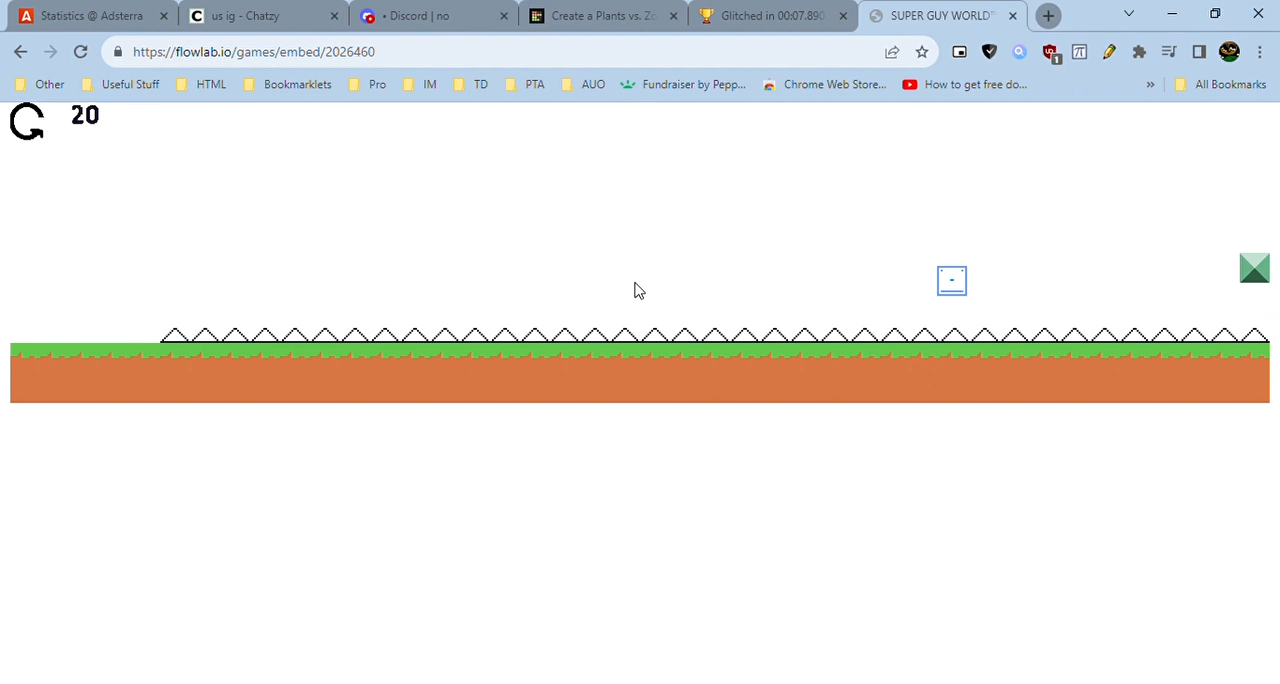 Statistics @ Adsterra
us ig - Chatzy
• Discord | no
Create a Plants vs. Zo
Glitched in 00:07.890
SUPER GUY WORLD™
https://flowlab.io/games/embed/2026460
1
Other
Useful Stuff
HTML
Bookmarklets
Pro
IM
TD
PTA
AUO
Fundraiser by Pepp...
Chrome Web Store...
How to get free do...
»
All Bookmarks
20